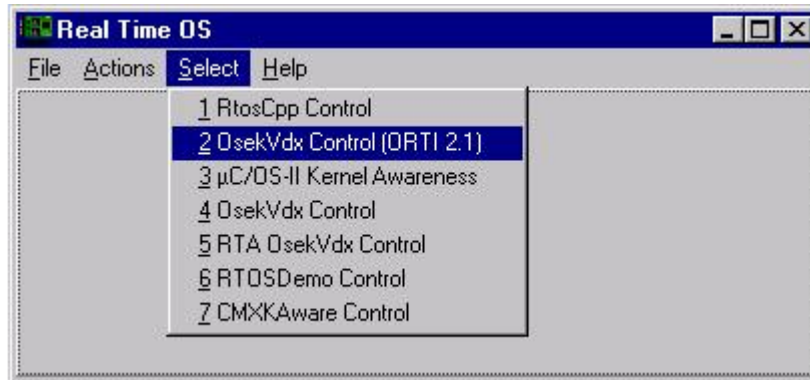 Real Time OS
File Actions Select Help
1 RtosCpp Control
2 OsekVdx Control (ORTI 2.1)
3 µC/OS-II Kernel Awareness
4 OsekVdx Control
5 RTA OsekVdx Control
6 RTOSDemo Control
7 CMXKAware Control